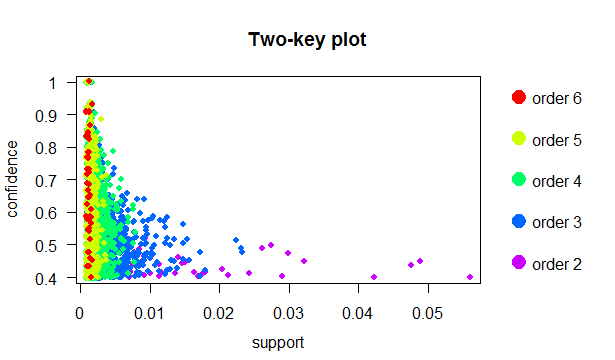 Two-key plot
confidence
1
0.9
0.8
0.7
0.6
0.5
0.4
0
0.01
0.02
0.03
0.04
0.05
support
order 6
order 5
order 4
order 3
order 2